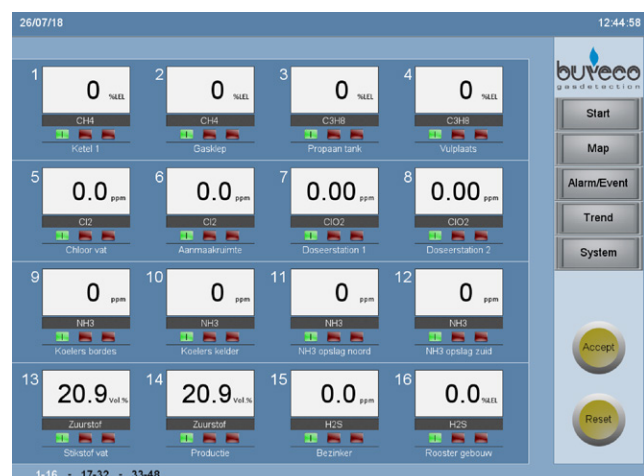 26/07/18 12:44:58
buveco
gasdetection
1 0 %LEL 2 0 %LEL 3 0 %LEL 4 0 %LEL
CH4 CH4 C3H8 C3H8
Ketel 1 Gasklep Propaan tank Vulplaats
5 0.0 ppm 6 0.0 ppm 7 0.00 ppm 8 0.00 ppm
Cl2 Cl2 ClO2 ClO2
Chloor vat Aanmaakruimte Doseerstation 1 Doseerstation 2
9 0 ppm 10 0 ppm 11 0 ppm 12 0 ppm
NH3 NH3 NH3 NH3
Koelers bordes Koelers kelder NH3 opslag noord NH3 opslag zuid
13 20.9 Vol.% 14 20.9 Vol.% 15 0.0 ppm 16 0.0 %LEL
Zuurstof Zuurstof H2S H2S
Stikstof vat Productie Bezinker Rooster gebouw
1-16 - 17-32 - 33-48
Start
Map
Alarm/Event
Trend
System
Accept
Reset